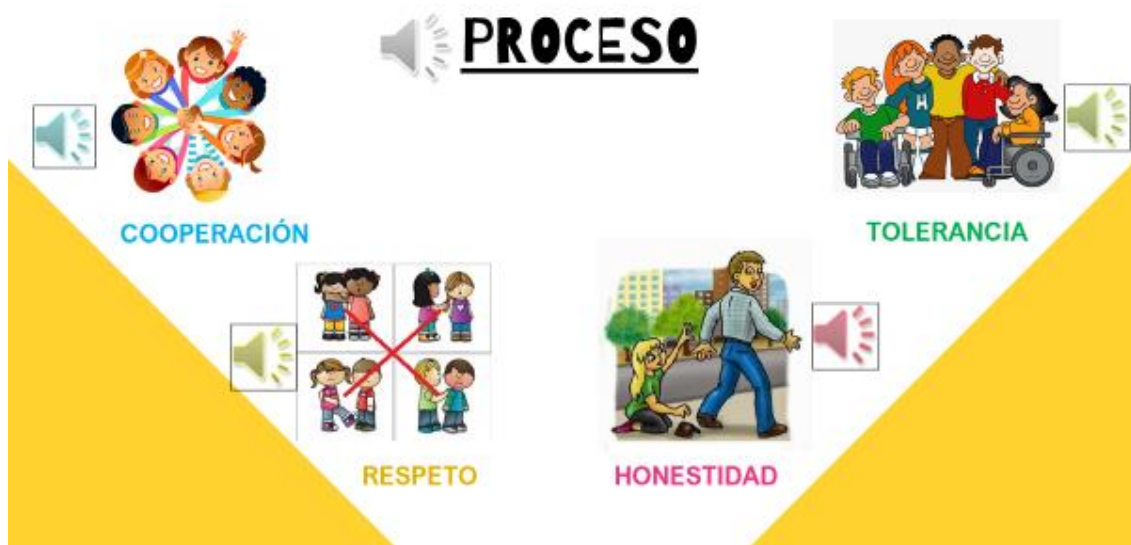 PROCESO
COOPERACIÓN
TOLERANCIA
RESPETO
HONESTIDAD